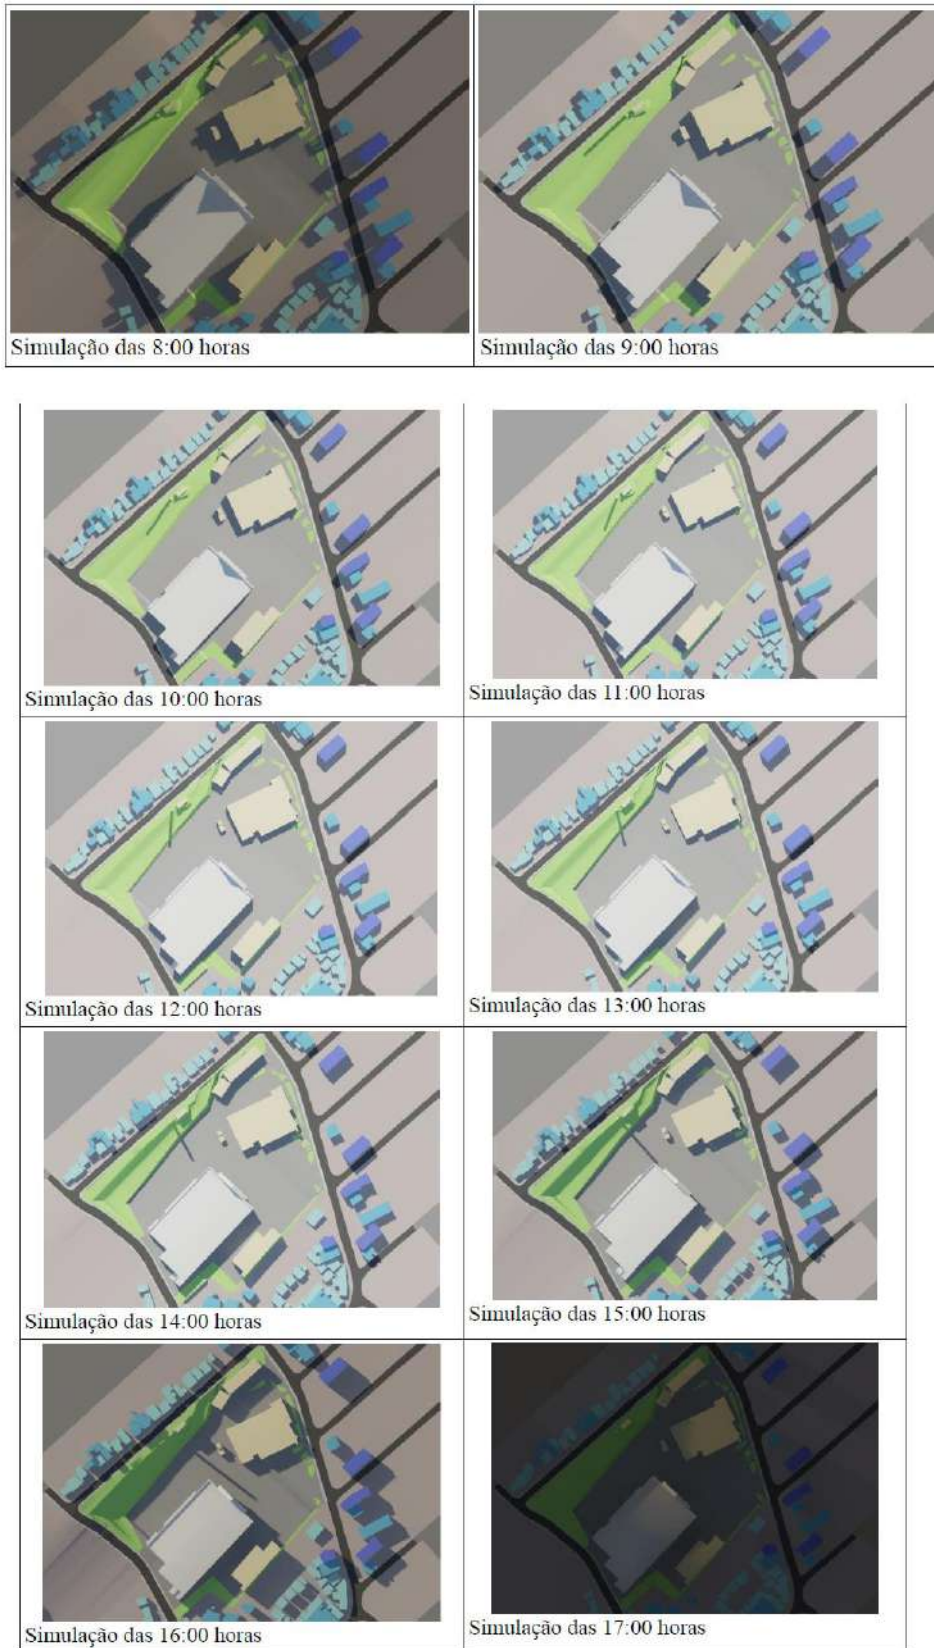 Simulação das 8:00 horas
Simulação das 9:00 horas
Simulação das 10:00 horas
Simulação das 11:00 horas
Simulação das 12:00 horas
Simulação das 13:00 horas
Simulação das 14:00 horas
Simulação das 15:00 horas
Simulação das 16:00 horas
Simulação das 17:00 horas